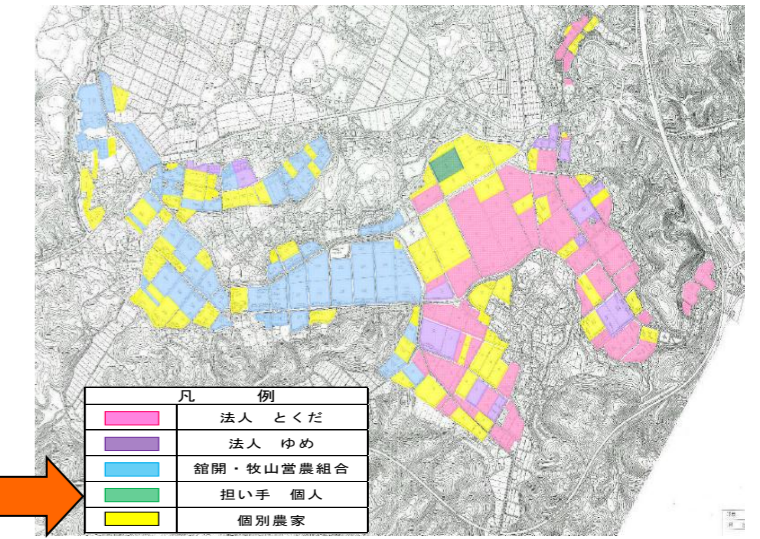 凡 例
法人 とくだ
法人 ゆめ
舘開・牧山営農組合
担い手 個人
個別農家